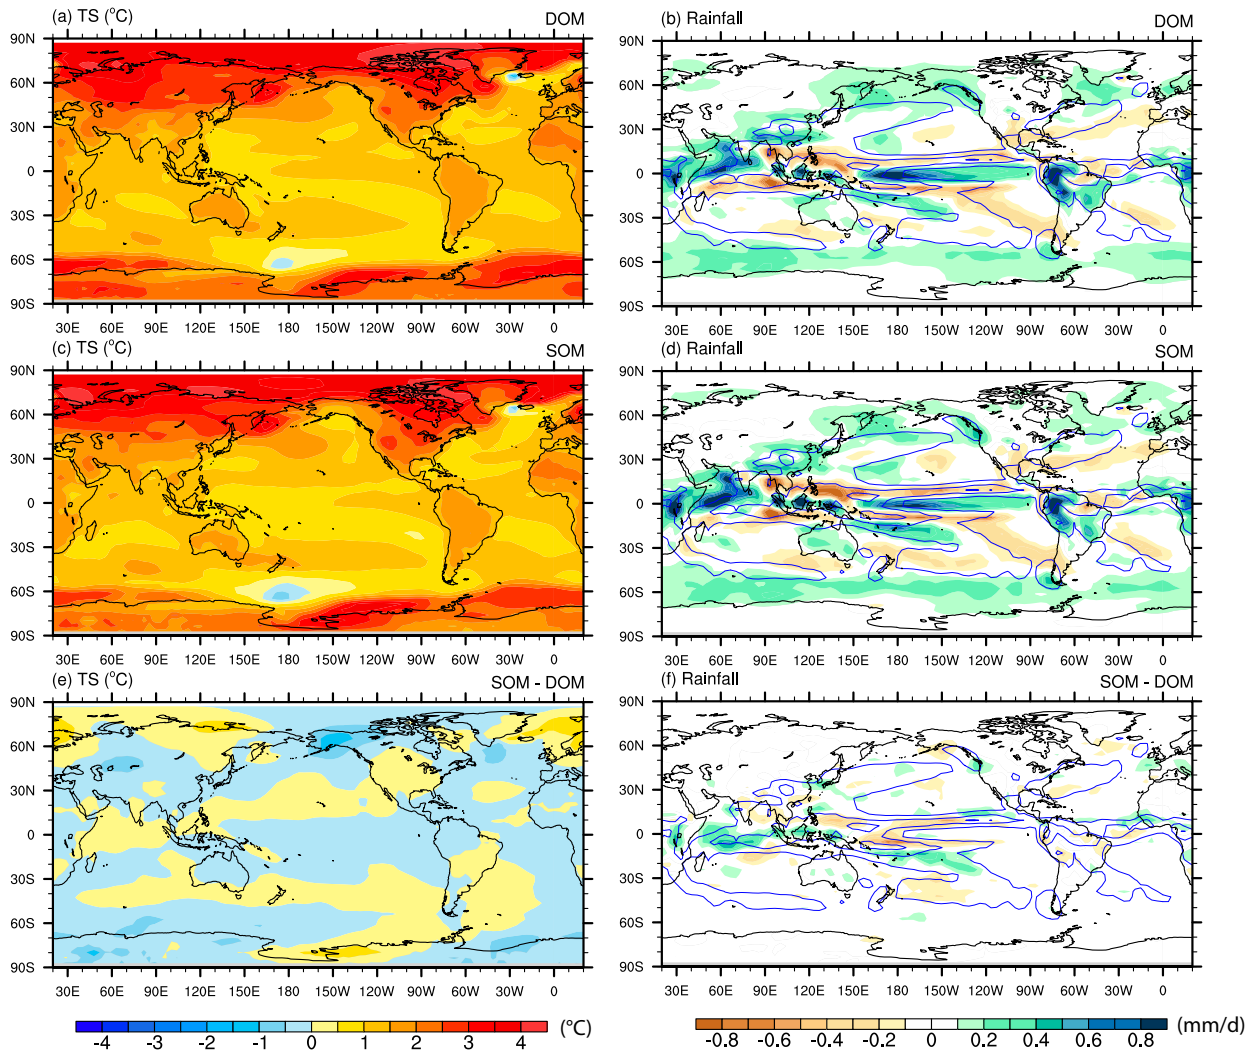 (a) TS (°C) DOM
90N
60N
30N
0
30S
60S
90S
30E 60E 90E 120E 150E 180 150W 120W 90W 60W 30W 0
(b) Rainfall DOM
90N
60N
30N
0
30S
60S
90S
30E 60E 90E 120E 150E 180 150W 120W 90W 60W 30W 0
(c) TS (°C) SOM
90N
60N
30N
0
30S
60S
90S
30E 60E 90E 120E 150E 180 150W 120W 90W 60W 30W 0
(d) Rainfall SOM
90N
60N
30N
0
30S
60S
90S
30E 60E 90E 120E 150E 180 150W 120W 90W 60W 30W 0
(e) TS (°C) SOM - DOM
90N
60N
30N
0
30S
60S
90S
30E 60E 90E 120E 150E 180 150W 120W 90W 60W 30W 0
(f) Rainfall SOM - DOM
90N
60N
30N
0
30S
60S
90S
30E 60E 90E 120E 150E 180 150W 120W 90W 60W 30W 0
-4 -3 -2 -1 0 1 2 3 4 (°C)
-0.8 -0.6 -0.4 -0.2 0 0.2 0.4 0.6 0.8 (mm/d)